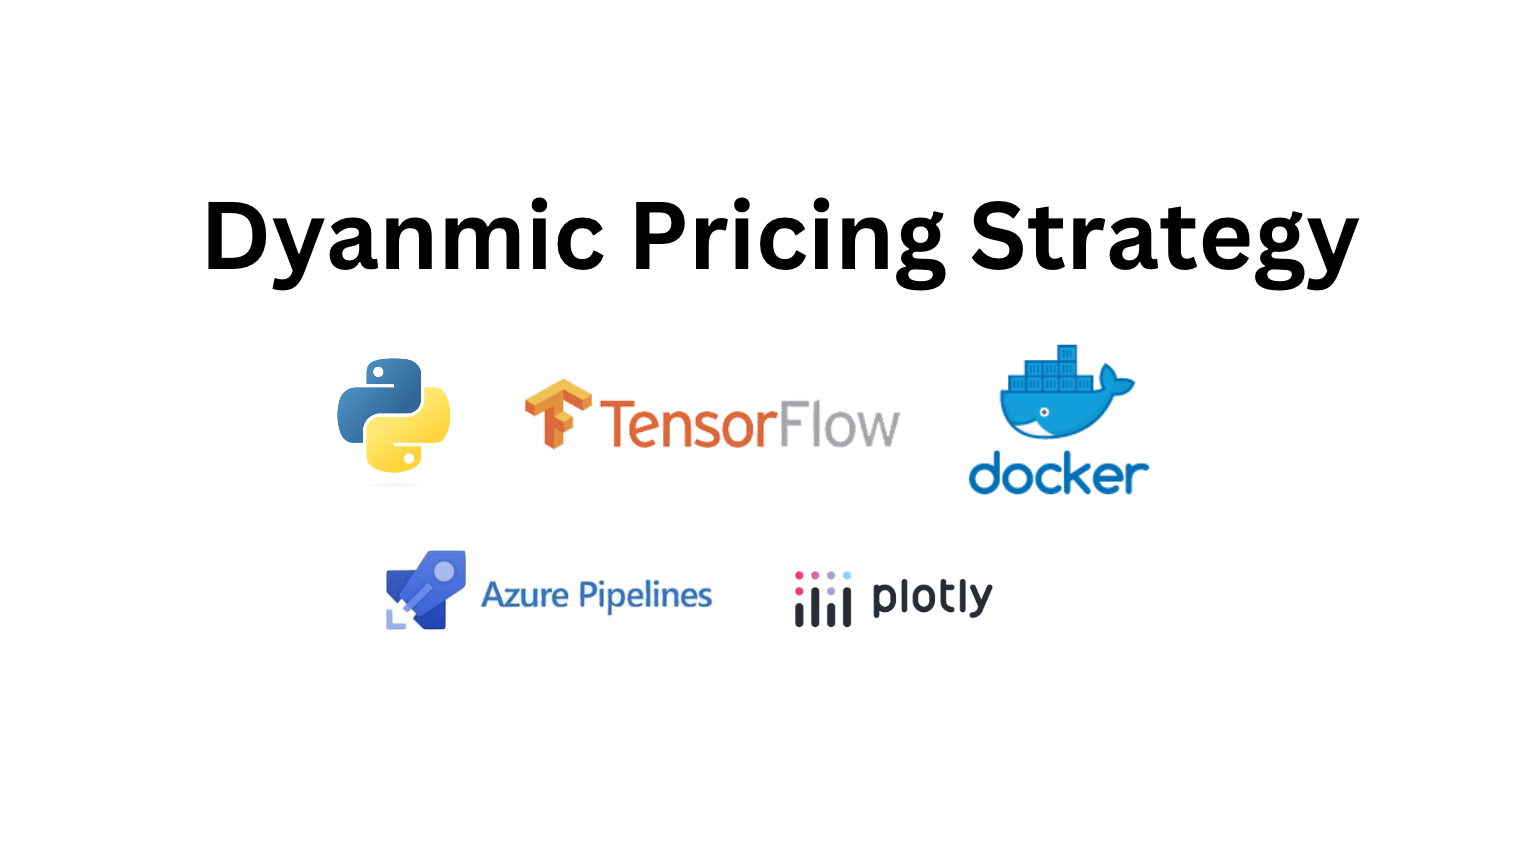 Dyanmic Pricing Strategy
TensorFlow
docker
Azure Pipelines
plotly